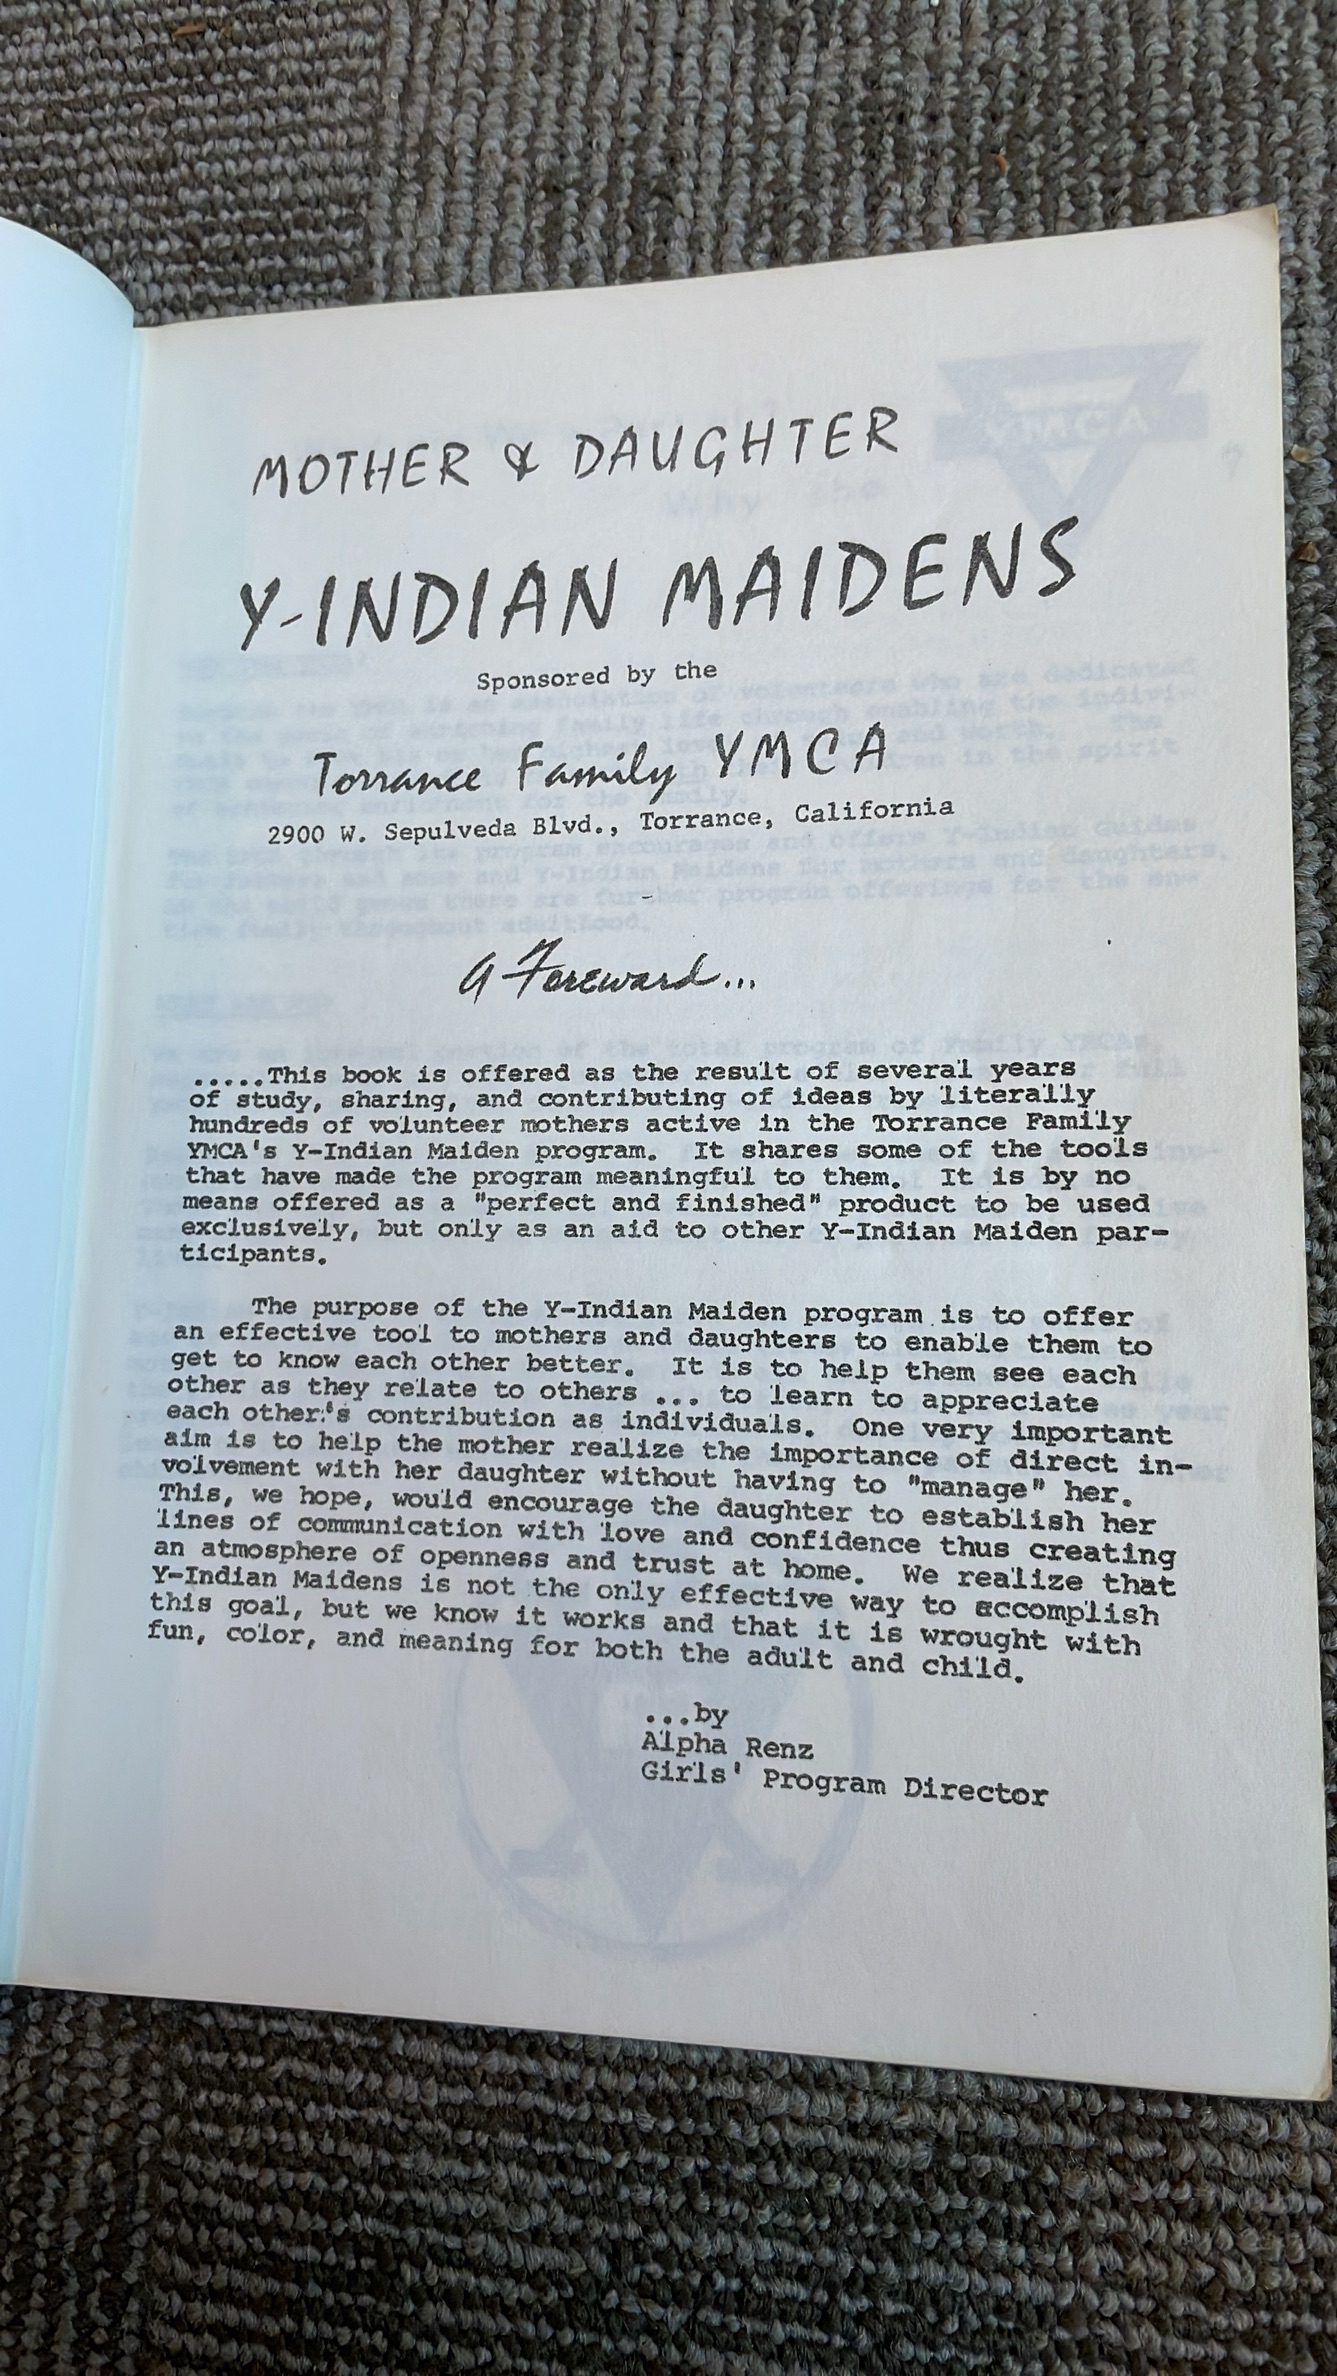 MOTHER & DAUGHTER
Y-INDIAN MAIDENS
Sponsored by the
Torrance Family YMCA
2900 W. Sepulveda Blvd., Torrance, California
A Foreward...
.....This book is offered as the result of several years
of study, sharing, and contributing of ideas by literally
hundreds of volunteer mothers active in the Torrance Family
YMCA's Y-Indian Maiden program. It shares some of the tools
that have made the program meaningful to them. It is by no
means offered as a "perfect and finished" product to be used
exclusively, but only as an aid to other Y-Indian Maiden par-
ticipants.
The purpose of the Y-Indian Maiden program is to offer
an effective tool to mothers and daughters to enable them to
get to know each other better. It is to help them see each
other as they relate to others ... to learn to appreciate
each other's contribution as individuals. One very important
aim is to help the mother realize the importance of direct in-
volvement with her daughter without having to "manage" her.
This, we hope, would encourage the daughter to establish her
lines of communication with love and confidence thus creating
an atmosphere of openness and trust at home. We realize that
Y-Indian Maidens is not the only effective way to accomplish
this goal, but we know it works and that it is wrought with
fun, color, and meaning for both the adult and child.
...by
Alpha Renz
Girls' Program Director